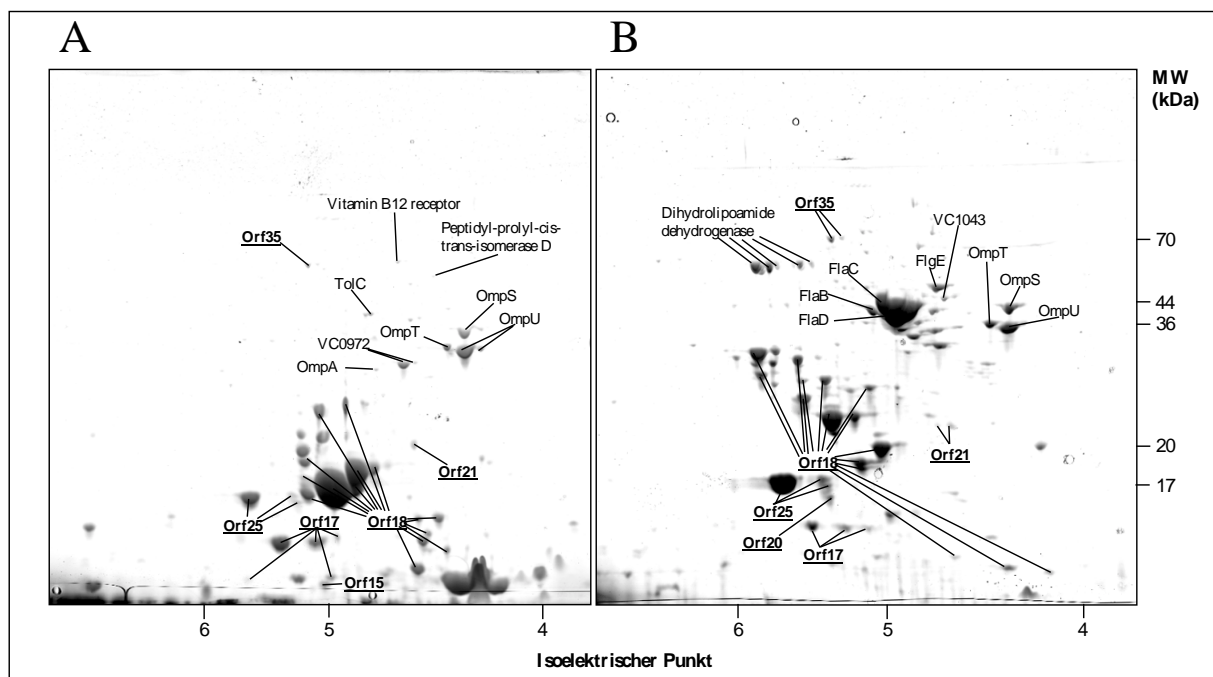 A
B
MW
(kDa)
Vitamin B12 receptor
Peptidyl-prolyl-cis-
trans-isomerase D
Orf35
TolC
OmpS
OmpU
OmpT
VC0972
OmpA
Orf21
Orf25
Orf17
Orf18
Orf15
Dihydrolipoamide
dehydrogenase
Orf35
VC1043
FlgE
OmpT
FlaC
OmpS
FlaB
OmpU
FlaD
Orf18
Orf21
Orf25
Orf20
Orf17
70
44
36
20
17
6
5
4
6
5
4
Isoelektrischer Punkt